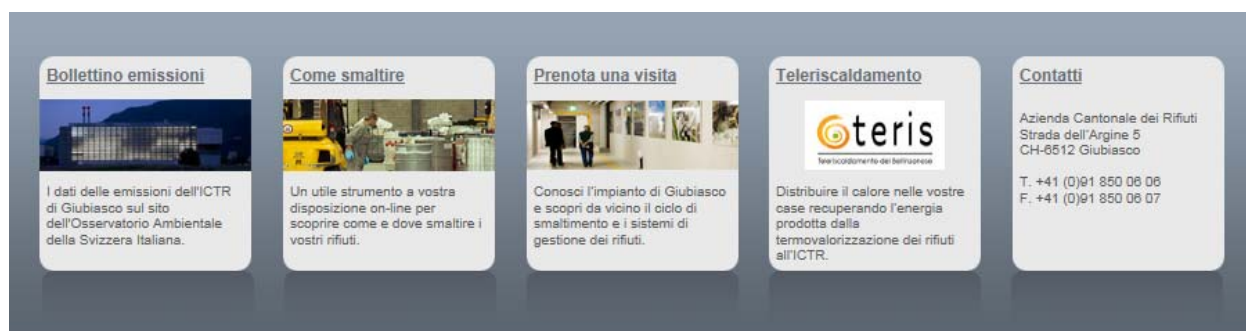 Bollettino emissioni
I dati delle emissioni dell'ICTR
di Giubiasco sul sito
dell'Osservatorio Ambientale
della Svizzera Italiana.
Come smaltire
Un utile strumento a vostra
disposizione on-line per
scoprire come e dove smaltire i
vostri rifiuti.
Prenota una visita
Conosci l'impianto di Giubiasco
e scopri da vicino il ciclo di
smaltimento e i sistemi di
gestione dei rifiuti.
Teleriscaldamento
teris
Teleriscaldamento del Bellinzonese
Distribuire il calore nelle vostre
case recuperando l'energia
prodotta dalla
termovalorizzazione dei rifiuti
all'ICTR.
Contatti
Azienda Cantonale dei Rifiuti
Strada dell'Argine 5
CH-6512 Giubiasco
T. +41 (0)91 850 06 06
F. +41 (0)91 850 06 07